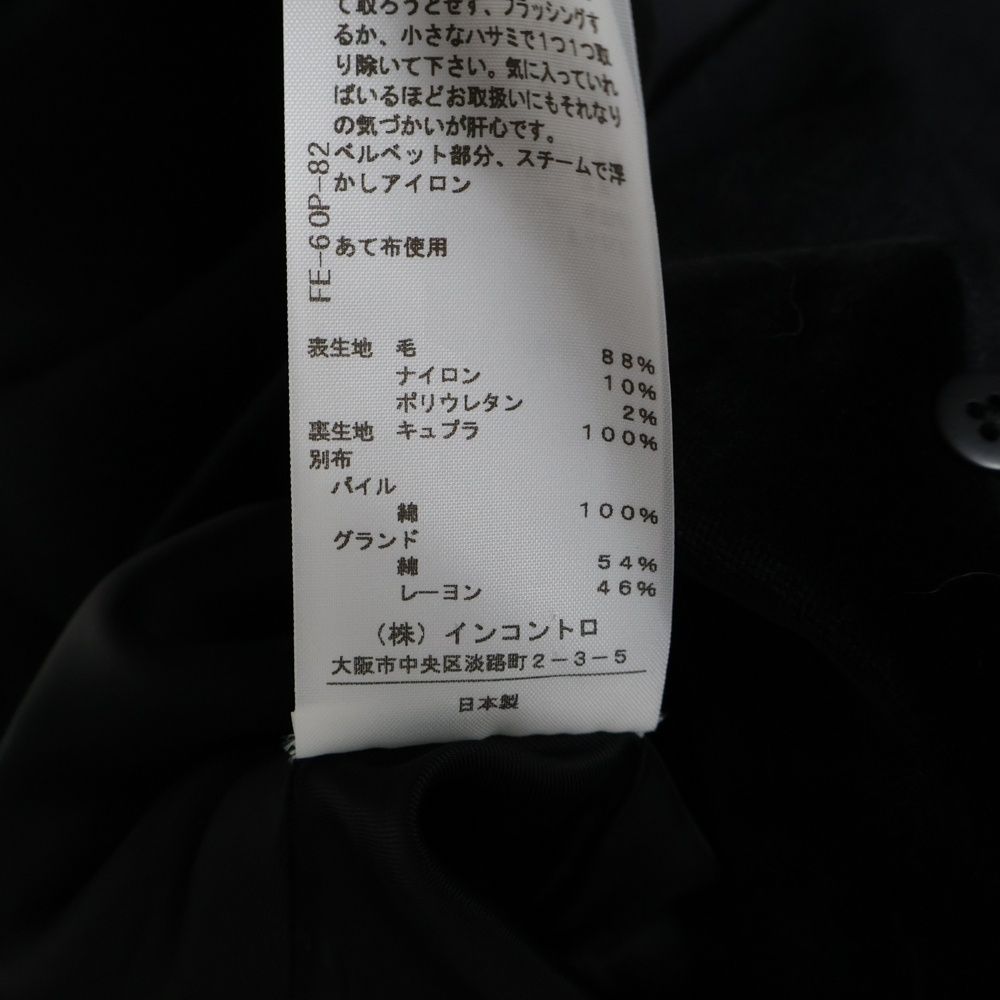 て取ろうとせず、ブラッシングす
るか、小さなハサミで1つ1つ取
り除いて下さい。気に入っていれ
ばいるほどお取扱いにもそれなり
の気づかいが肝心です。
ベルベット部分、スチームで浮
かしアイロン
あて布使用
FE-60P-82
表生地 毛 88%
ナイロン 10%
ポリウレタン 2%
裏生地 キュプラ 100%
別布
パイル
綿 100%
グランド
綿 54%
レーヨン 46%
(株)インコントロ
大阪市中央区淡路町2-3-5
日本製